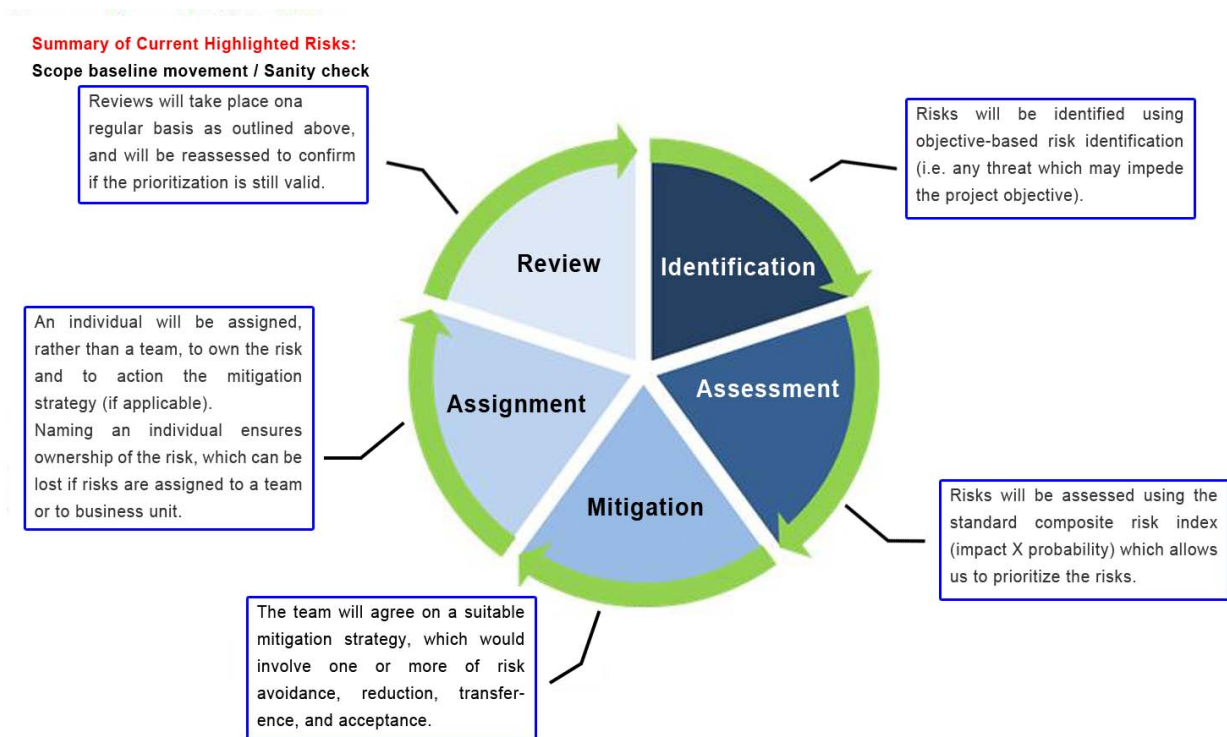 Summary of Current Highlighted Risks:
Scope baseline movement / Sanity check
Reviews will take place ona
regular basis as outlined above,
and will be reassessed to confirm
if the prioritization is still valid.
Risks will be identified using
objective-based risk identification
(i.e. any threat which may impede
the project objective).
Review
Identification
An individual will be assigned,
rather than a team, to own the risk
and to action the mitigation
strategy (if applicable).
Naming an individual ensures
ownership of the risk, which can be
lost if risks are assigned to a team
or to business unit.
Assignment
Assessment
Mitigation
Risks will be assessed using the
standard composite risk index
(impact X probability) which allows
us to prioritize the risks.
The team will agree on a suitable
mitigation strategy, which would
involve one or more of risk
avoidance, reduction, transfer-
ence, and acceptance.